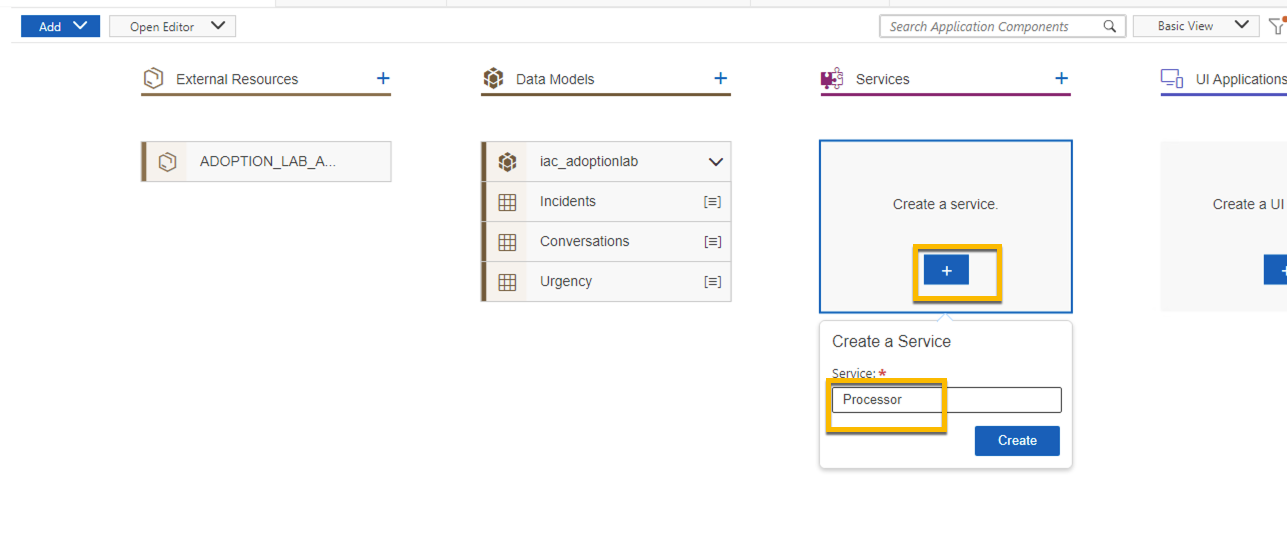 Add
Open Editor
Search Application Components
Basic View
External Resources
+
Data Models
+
Services
+
UI Applications
ADOPTION_LAB_A...
iac_adoptionlab
Incidents
Conversations
Urgency
Create a service.
+
Create a UI
+
Create a Service
Service: *
Processor
Create